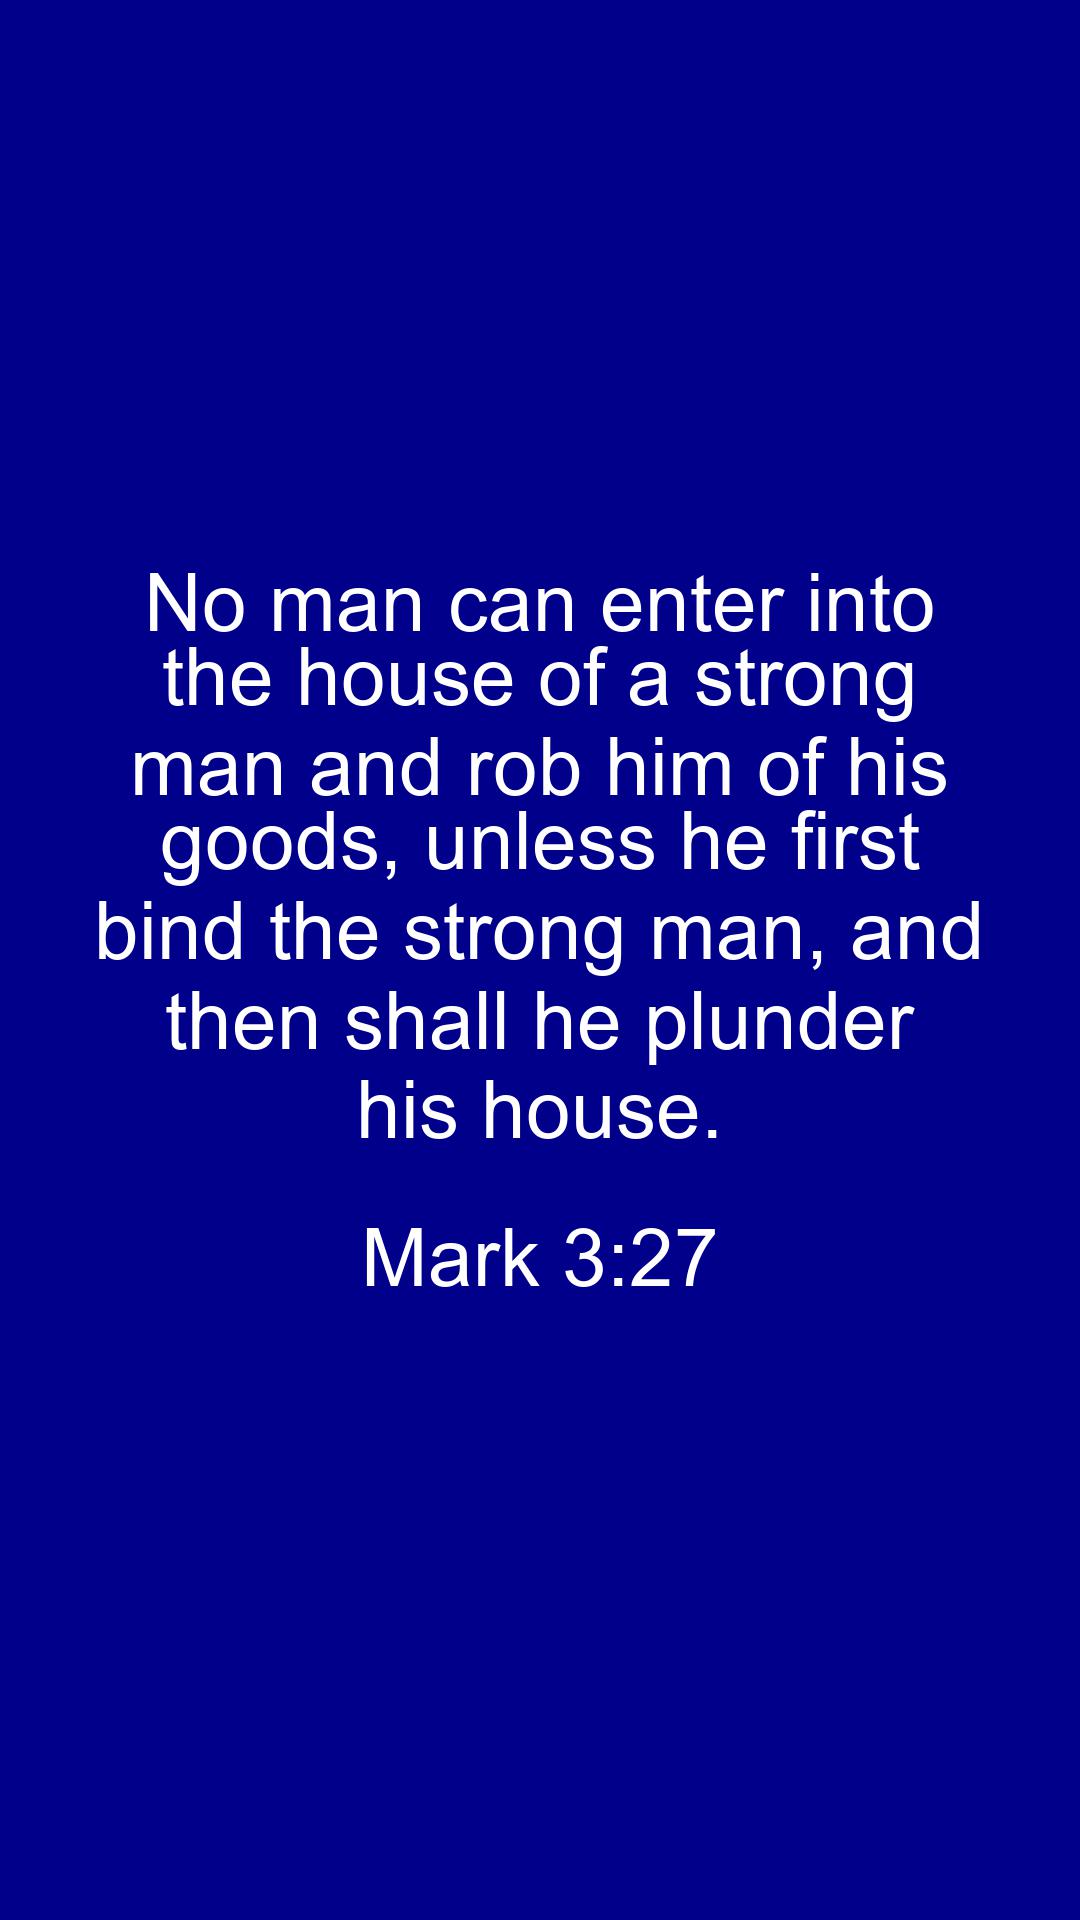 No man can enter into
the house of a strong
man and rob him of his
goods, unless he first
bind the strong man, and
then shall he plunder
his house.
Mark 3:27